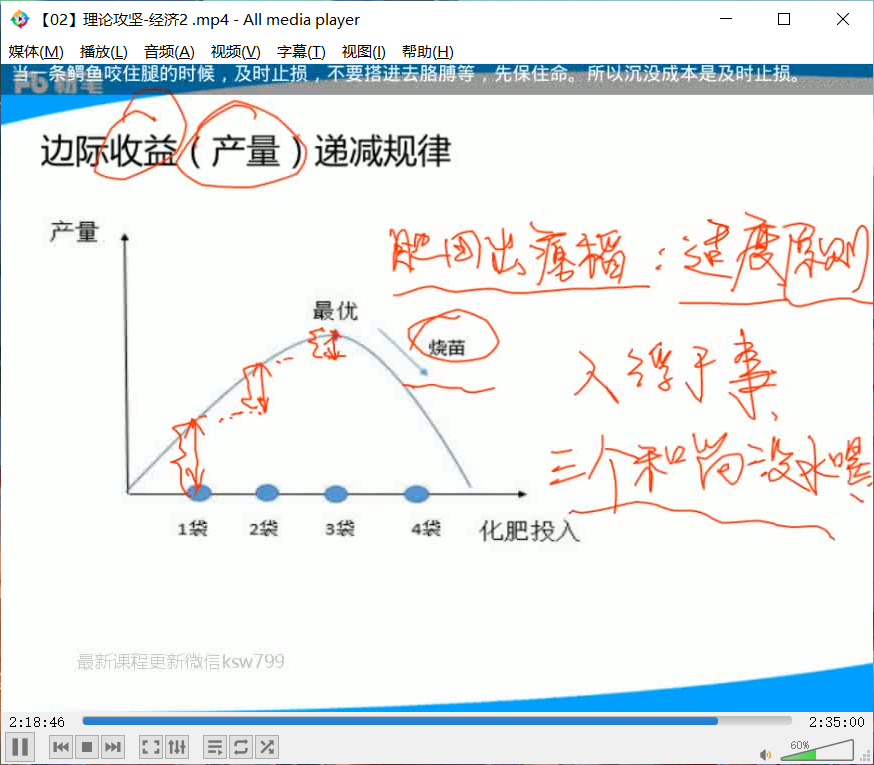 【02】理论攻坚-经济2 .mp4 - All media player
媒体(M) 播放(L) 音频(A) 视频(V) 字幕(T) 视图(I) 帮助(H)
当一条鳄鱼咬住腿的时候，及时止损，不要搭进去胳膊等，先保住命。所以沉没成本是及时止损。
边际收益（产量）递减规律
产量
肥田出瘪稻：适度原则
最优
烧苗
人浮于事、
三个和尚没水喝、
1袋 2袋 3袋 4袋 化肥投入
最新课程更新微信ksw799
2:18:46 2:35:00
60%